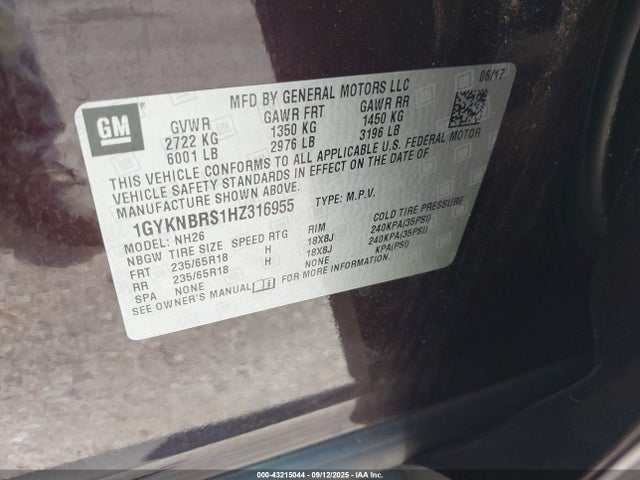 GM
MFD BY GENERAL MOTORS LLC
06/17
GVWR GAWR FRT GAWR RR
2722 KG 1350 KG 1450 KG
6001 LB 2976 LB 3196 LB
THIS VEHICLE CONFORMS TO ALL APPLICABLE U.S. FEDERAL MOTOR
VEHICLE SAFETY STANDARDS IN EFFECT ON THE DATE OF
MANUFACTURE SHOWN ABOVE.
1GYKNBRS1HZ316955 TYPE: M.P.V.
MODEL: NH26
NBGW TIRE SIZE SPEED RTG RIM COLD TIRE PRESSURE
FRT 235/65R18 H 18X8J 240KPA(35PSI)
RR 235/65R18 H 18X8J 240KPA(35PSI)
SPA NONE NONE KPA(PSI)
SEE OWNER'S MANUAL FOR MORE INFORMATION.
000-43215044 - 09/12/2025 - IAA Inc.